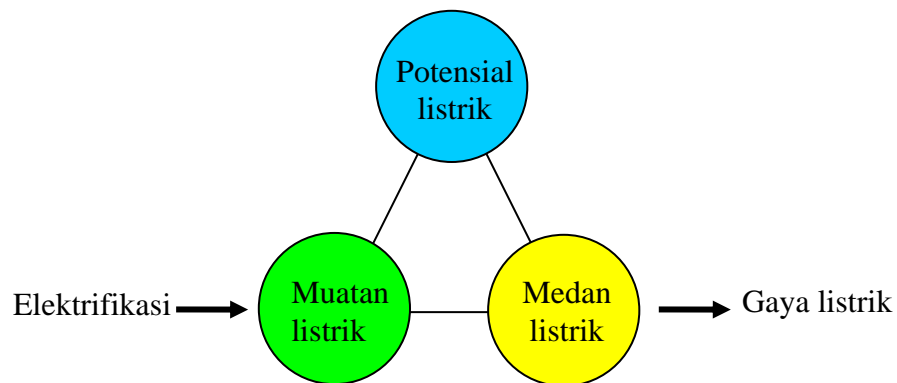 Potensial
listrik
Elektrifikasi
Muatan
listrik
Medan
listrik
Gaya listrik